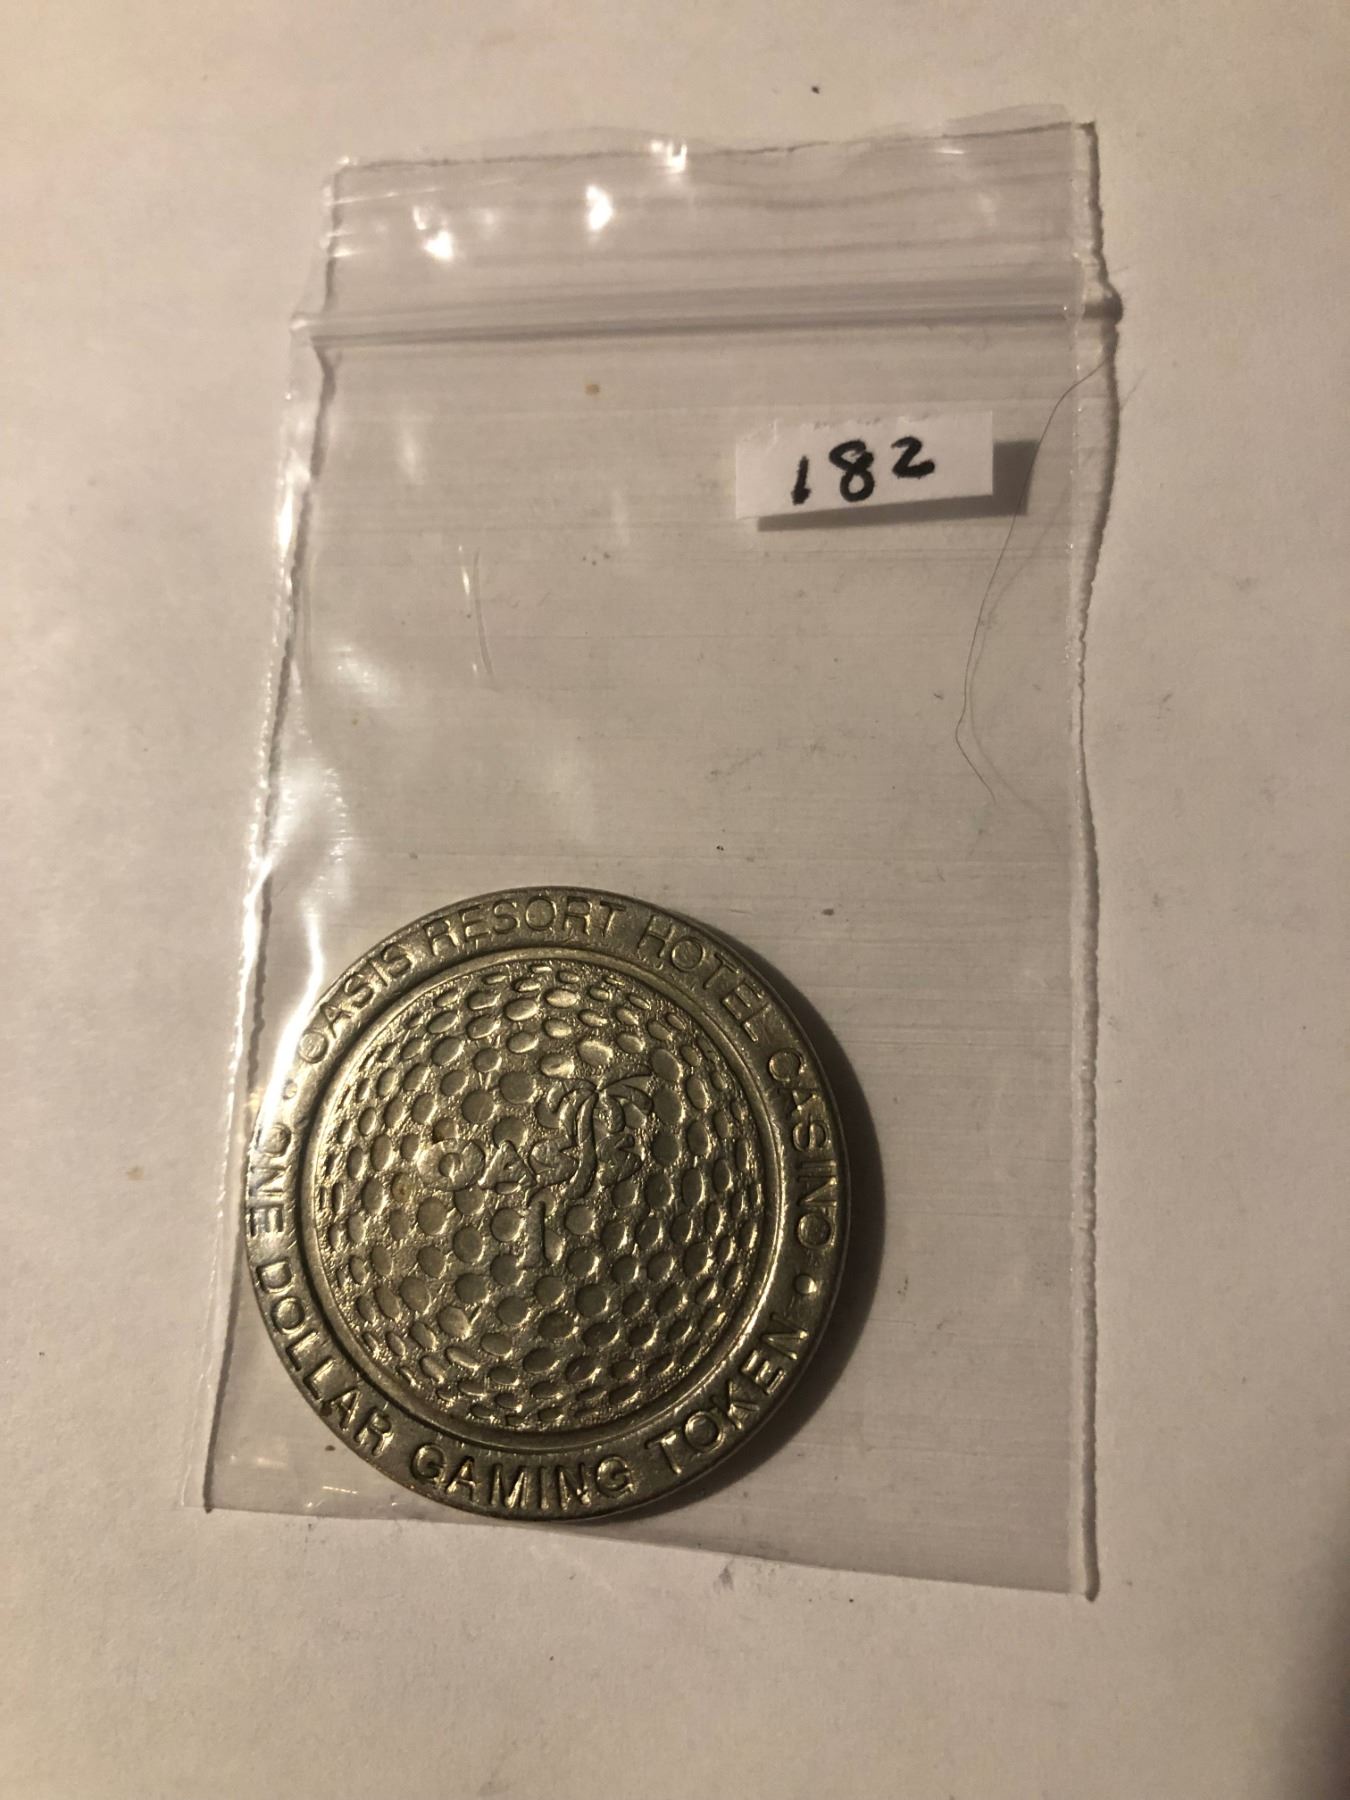 182
• OASIS RESORT HOTEL CASINO •
OASIS
1
ONE DOLLAR GAMING TOKEN